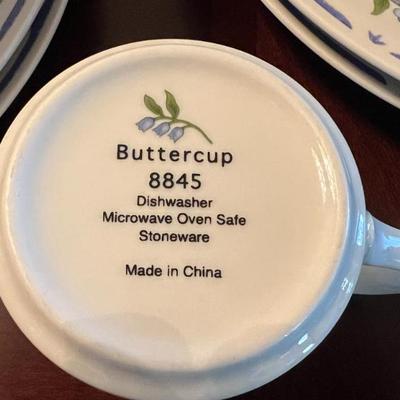 Buttercup
8845
Dishwasher
Microwave Oven Safe
Stoneware
Made in China